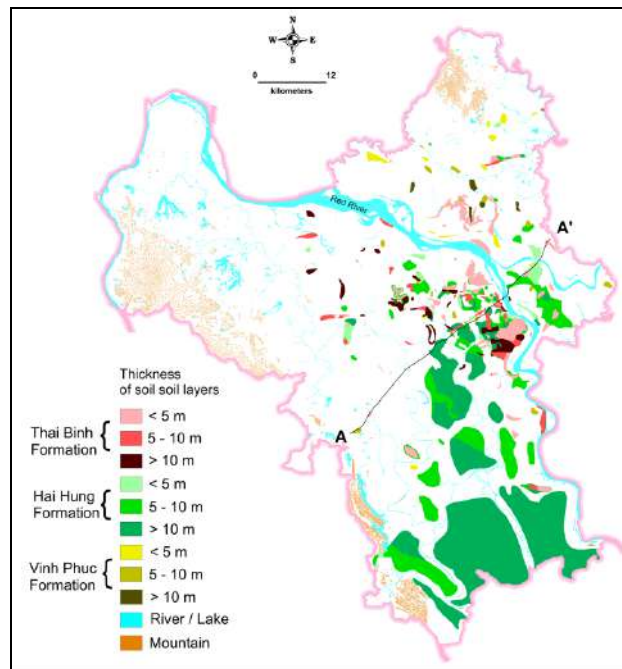 N
W E
S
0 12
kilometers
Red River
A'
A
Thickness
of soil soil layers
Thai Binh
Formation
< 5 m
5 - 10 m
> 10 m
Hai Hung
Formation
< 5 m
5 - 10 m
> 10 m
Vinh Phuc
Formation
< 5 m
5 - 10 m
> 10 m
River / Lake
Mountain